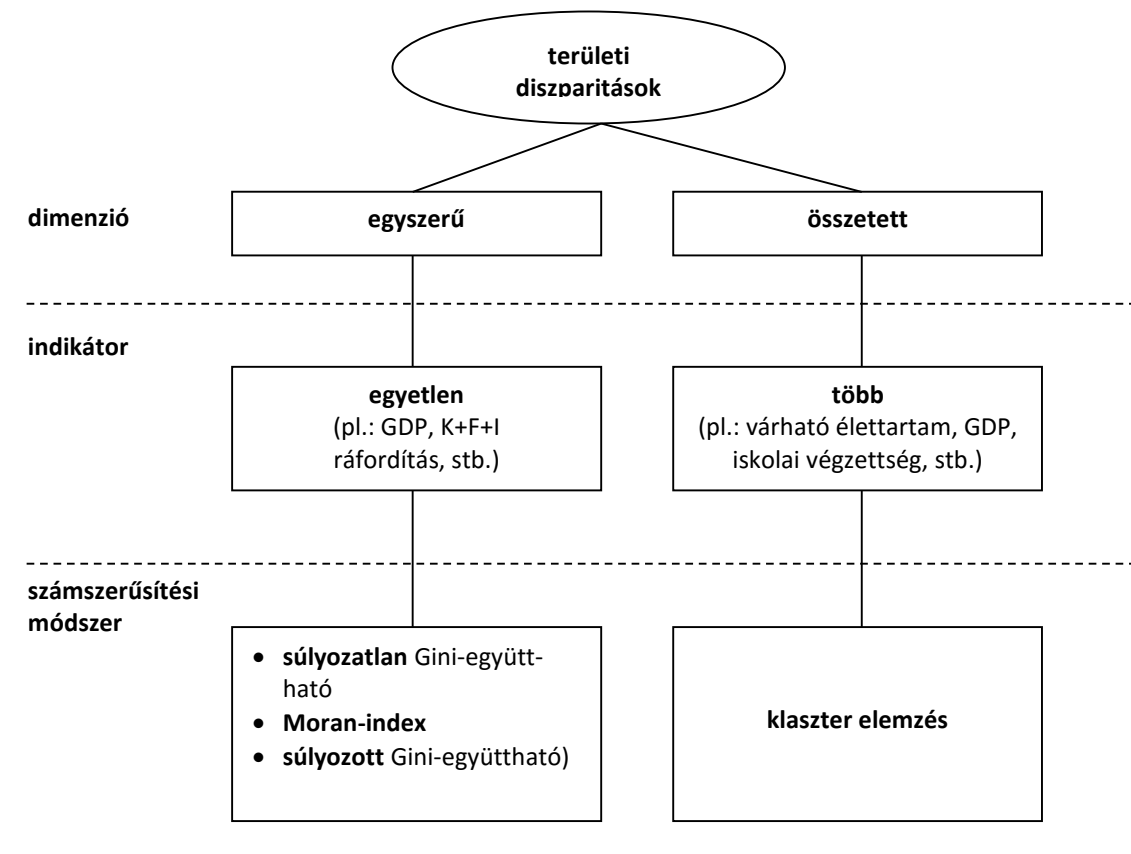 területi
diszparitások
dimenzió
egyszerű
összetett
indikátor
egyetlen
(pl.: GDP, K+F+I
ráfordítás, stb.)
több
(pl.: várható élettartam, GDP,
iskolai végzettség, stb.)
számszerűsítési
módszer
• súlyozatlan Gini-együtt-
ható
• Moran-index
• súlyozott Gini-együttható)
klaszter elemzés